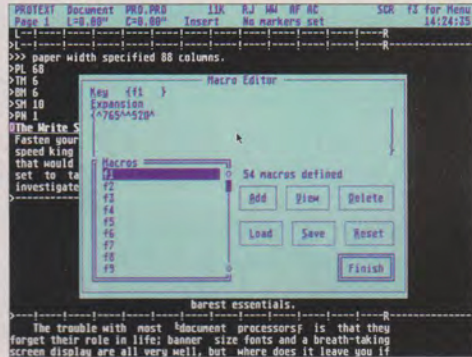 PROTEXT Document PRO.PRO 11K RJ WW AF AC SCR f3 for Menu
Page 1 L=0.00" C=0.00" Insert No markers set 14:24:25
>>> paper width specified 88 columns.
>PL 68
>TM 6
>BM 6
>SM 10
>PN 1
The Write S
Fasten your
speed king
that would
set to ta
investigate
Macro Editor
Key {f1 }
Expansion
{^765^^520^
}
Macros
f1
f2
f3
f4
f5
f6
f7
f8
f9
54 macros defined
Add View Delete
Load Save Reset
Finish
barest essentials.
The trouble with most document processors is that they
forget their role in life; banner size fonts and a breath-taking
screen display are all very well, but where does it leave you if